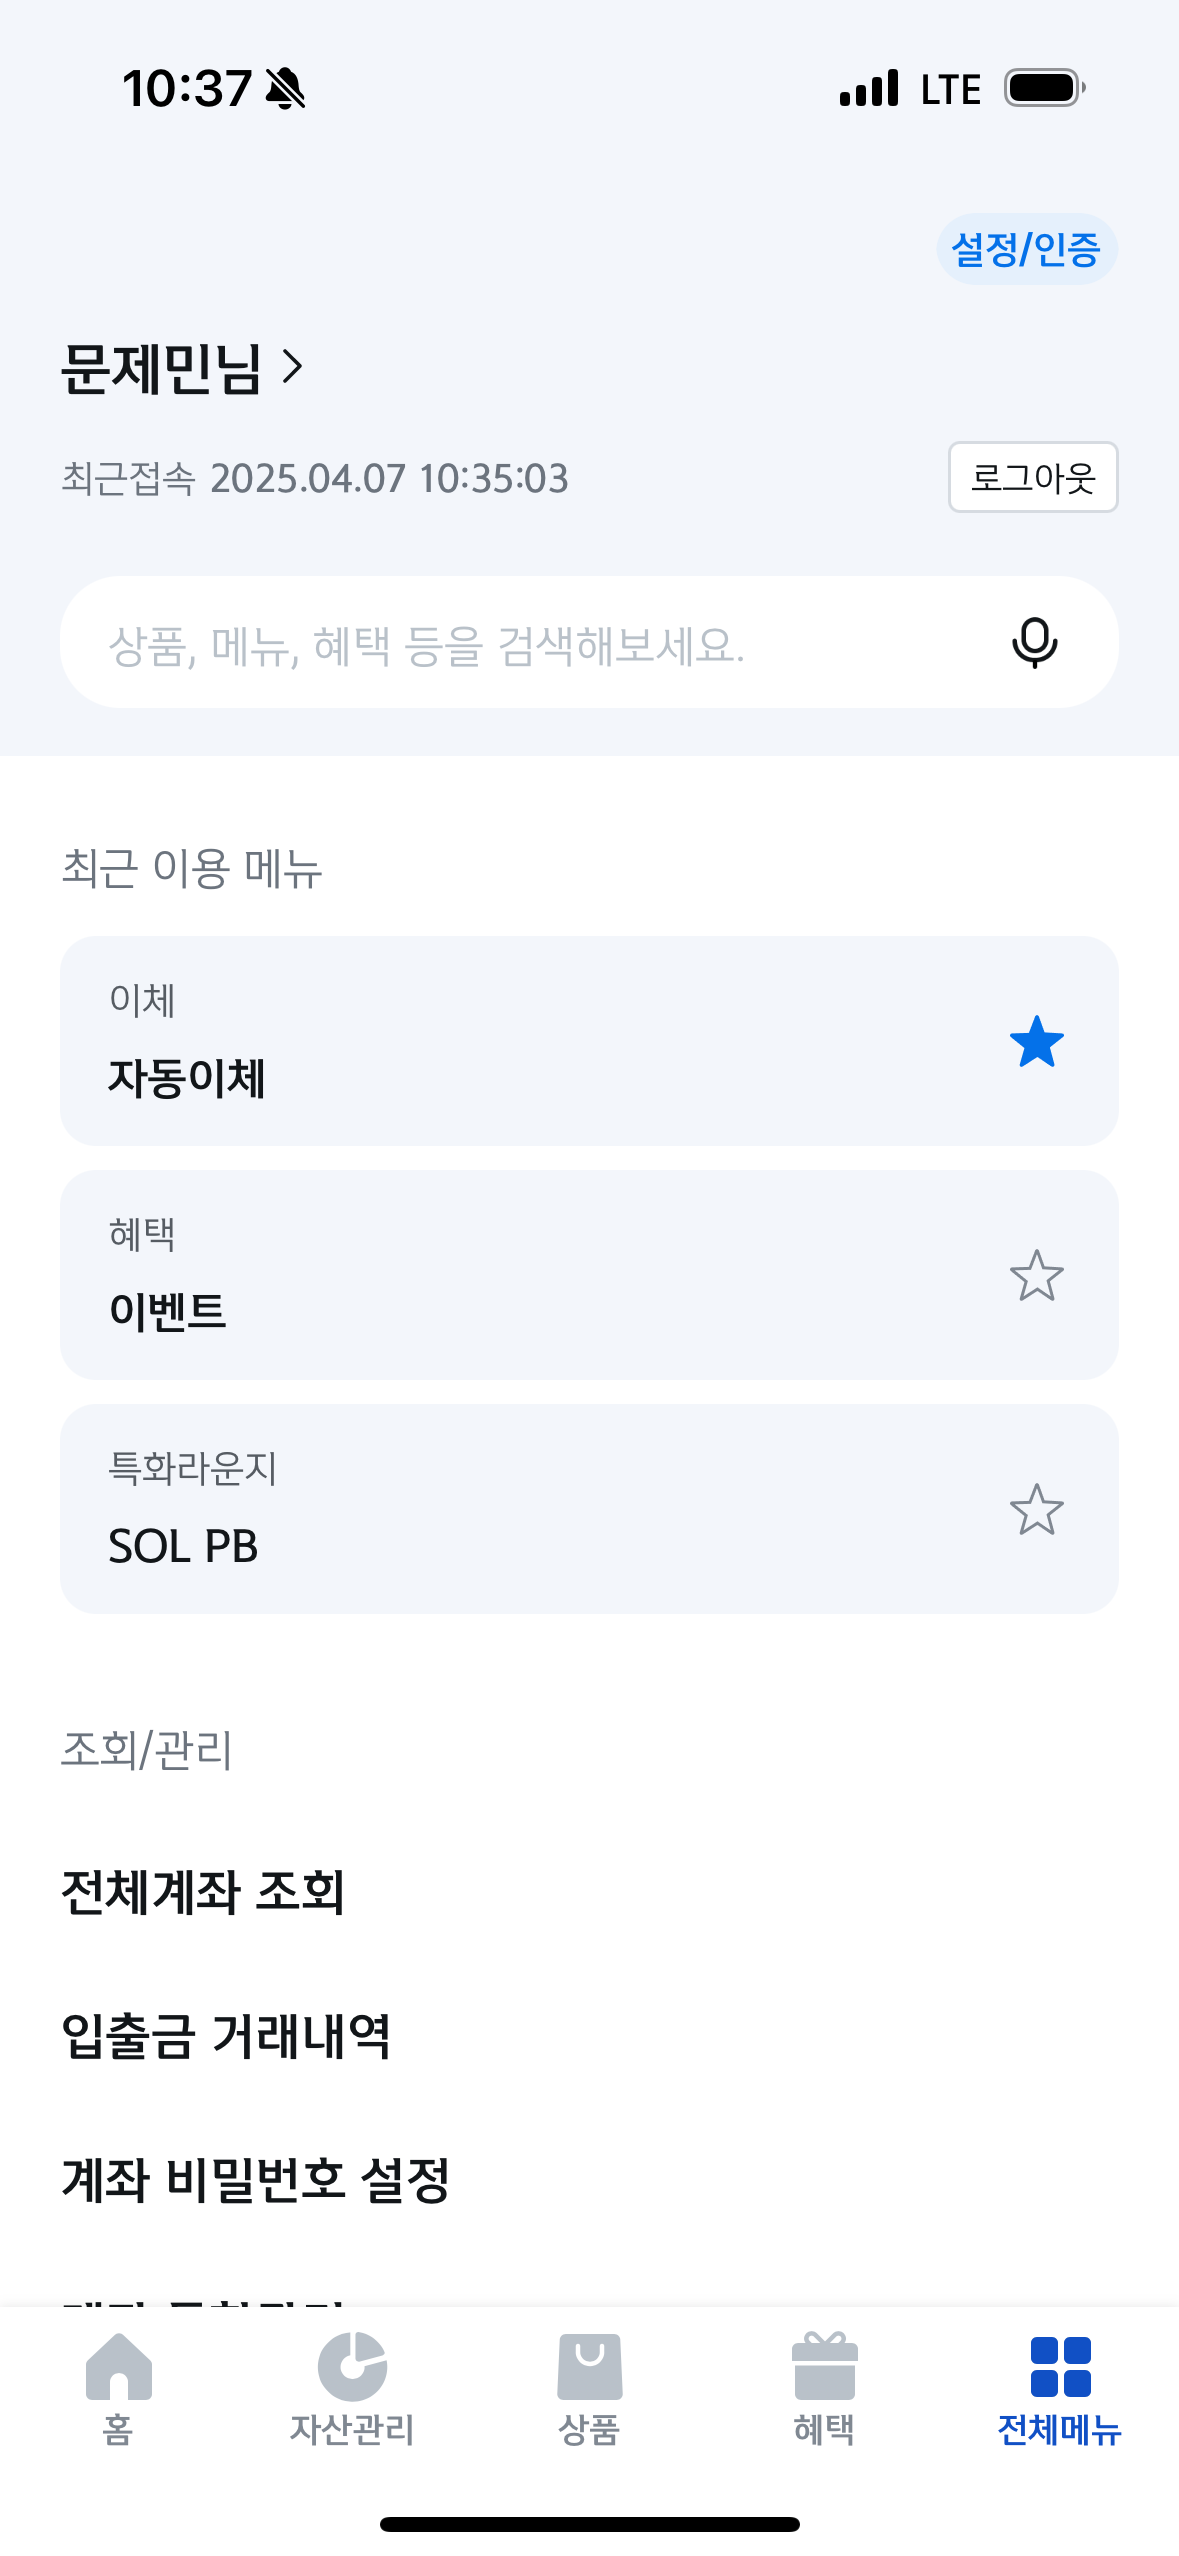 10:37 LTE
설정/인증
문제민님
최근접속 2025.04.07 10:35:03
로그아웃
상품, 메뉴, 혜택 등을 검색해보세요.
최근 이용 메뉴
이체
자동이체
혜택
이벤트
특화라운지
SOL PB
조회/관리
전체계좌 조회
입출금 거래내역
계좌 비밀번호 설정
홈 자산관리 상품 혜택 전체메뉴